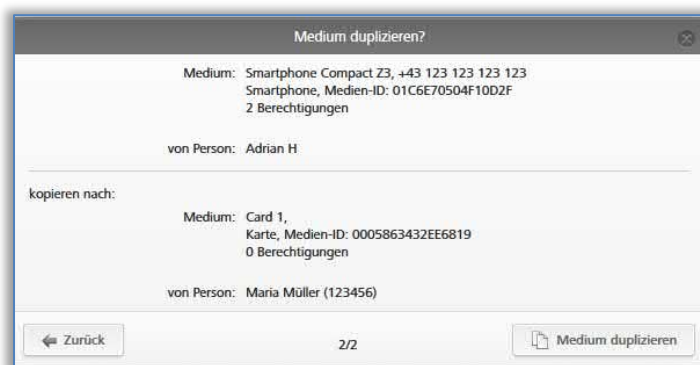 Medium duplizieren?
Medium: Smartphone Compact Z3, +43 123 123 123 123
Smartphone, Medien-ID: 01C6E70504F10D2F
2 Berechtigungen
von Person: Adrian H
kopieren nach:
Medium: Card 1,
Karte, Medien-ID: 0005863432EE6819
0 Berechtigungen
von Person: Maria Müller (123456)
Zurück
2/2
Medium duplizieren